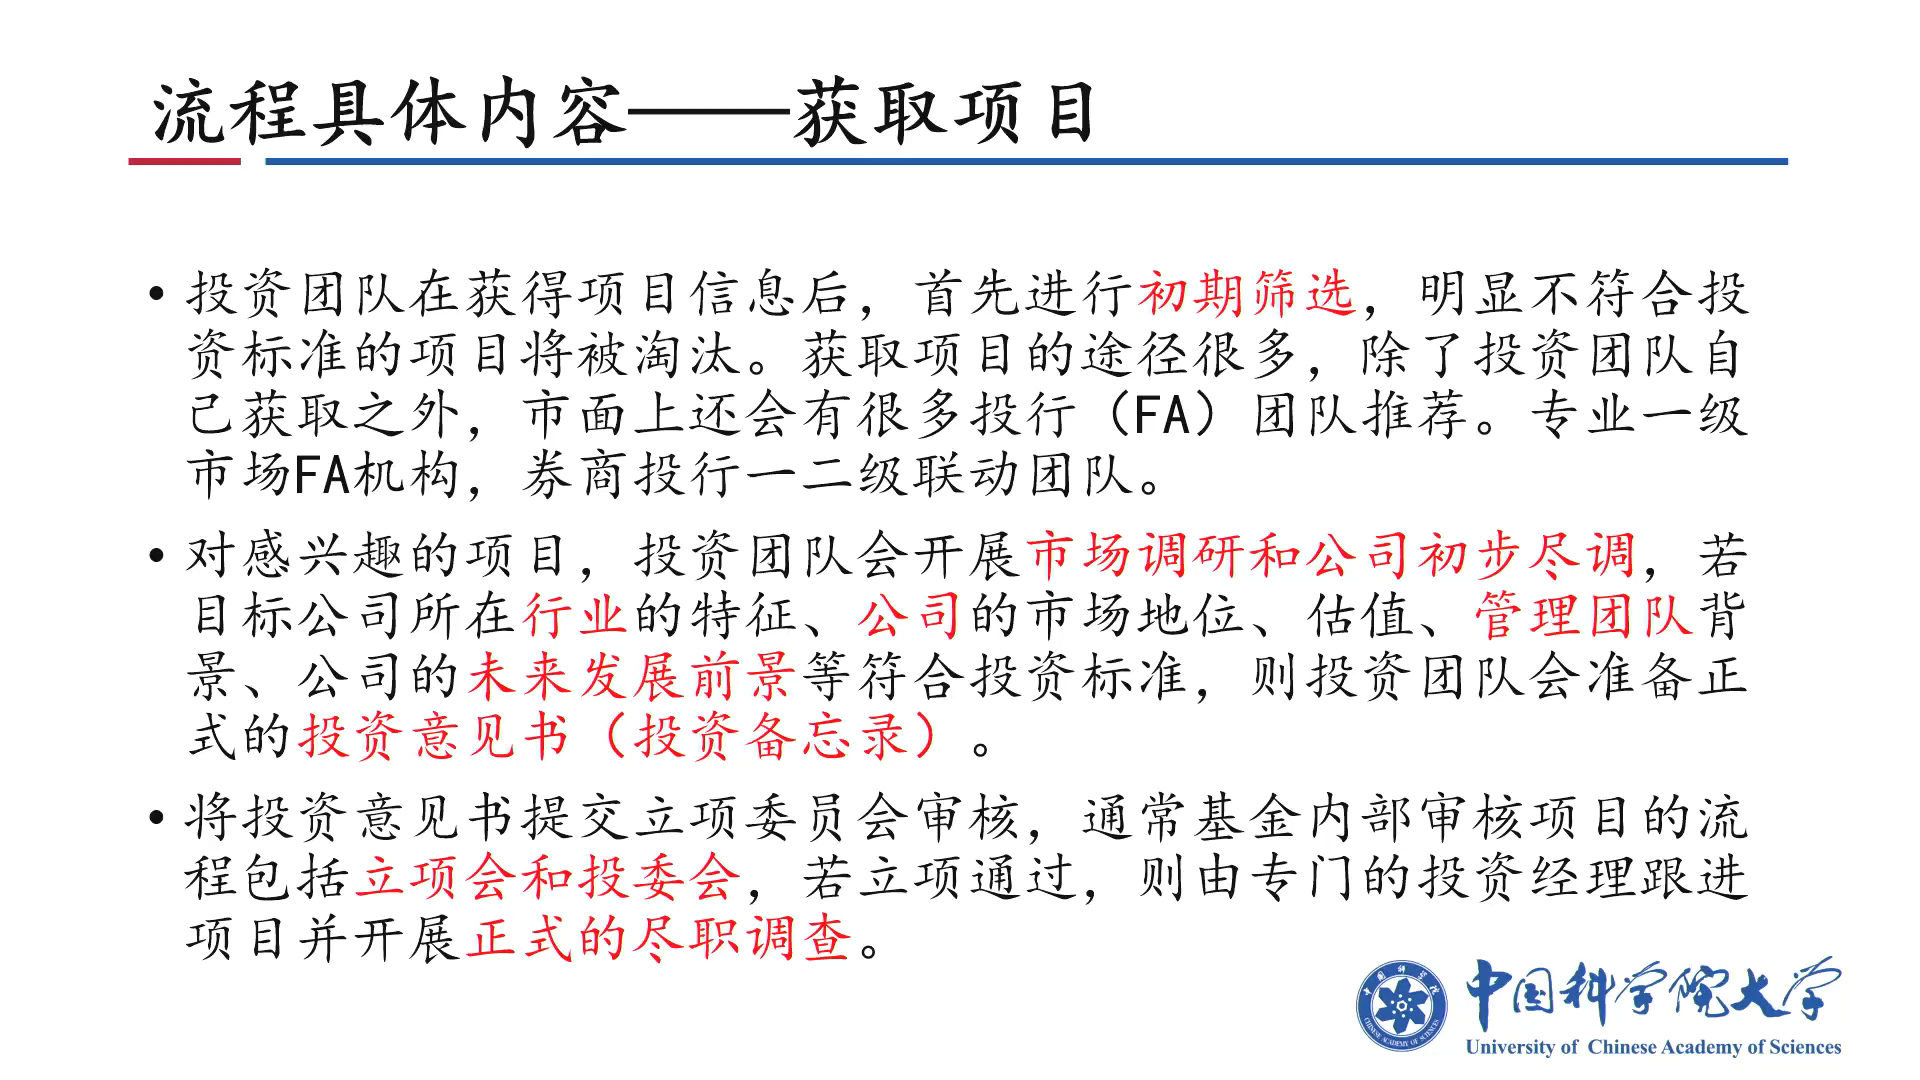 流程具体内容——获取项目
• 投资团队在获得项目信息后，首先进行初期筛选，明显不符合投
资标准的项目将被淘汰。获取项目的途径很多，除了投资团队自
己获取之外，市面上还会有很多投行（FA）团队推荐。专业一级
市场FA机构，券商投行一二级联动团队。
• 对感兴趣的项目，投资团队会开展市场调研和公司初步尽调，若
目标公司所在行业的特征、公司的市场地位、估值、管理团队背
景、公司的未来发展前景等符合投资标准，则投资团队会准备正
式的投资意见书（投资备忘录）。
• 将投资意见书提交立项委员会审核，通常基金内部审核项目的流
程包括立项会和投委会，若立项通过，则由专门的投资经理跟进
项目并开展正式的尽职调查。
中国科学院
CHINESE ACADEMY OF SCIENCES
中国科学院大学
University of Chinese Academy of Sciences